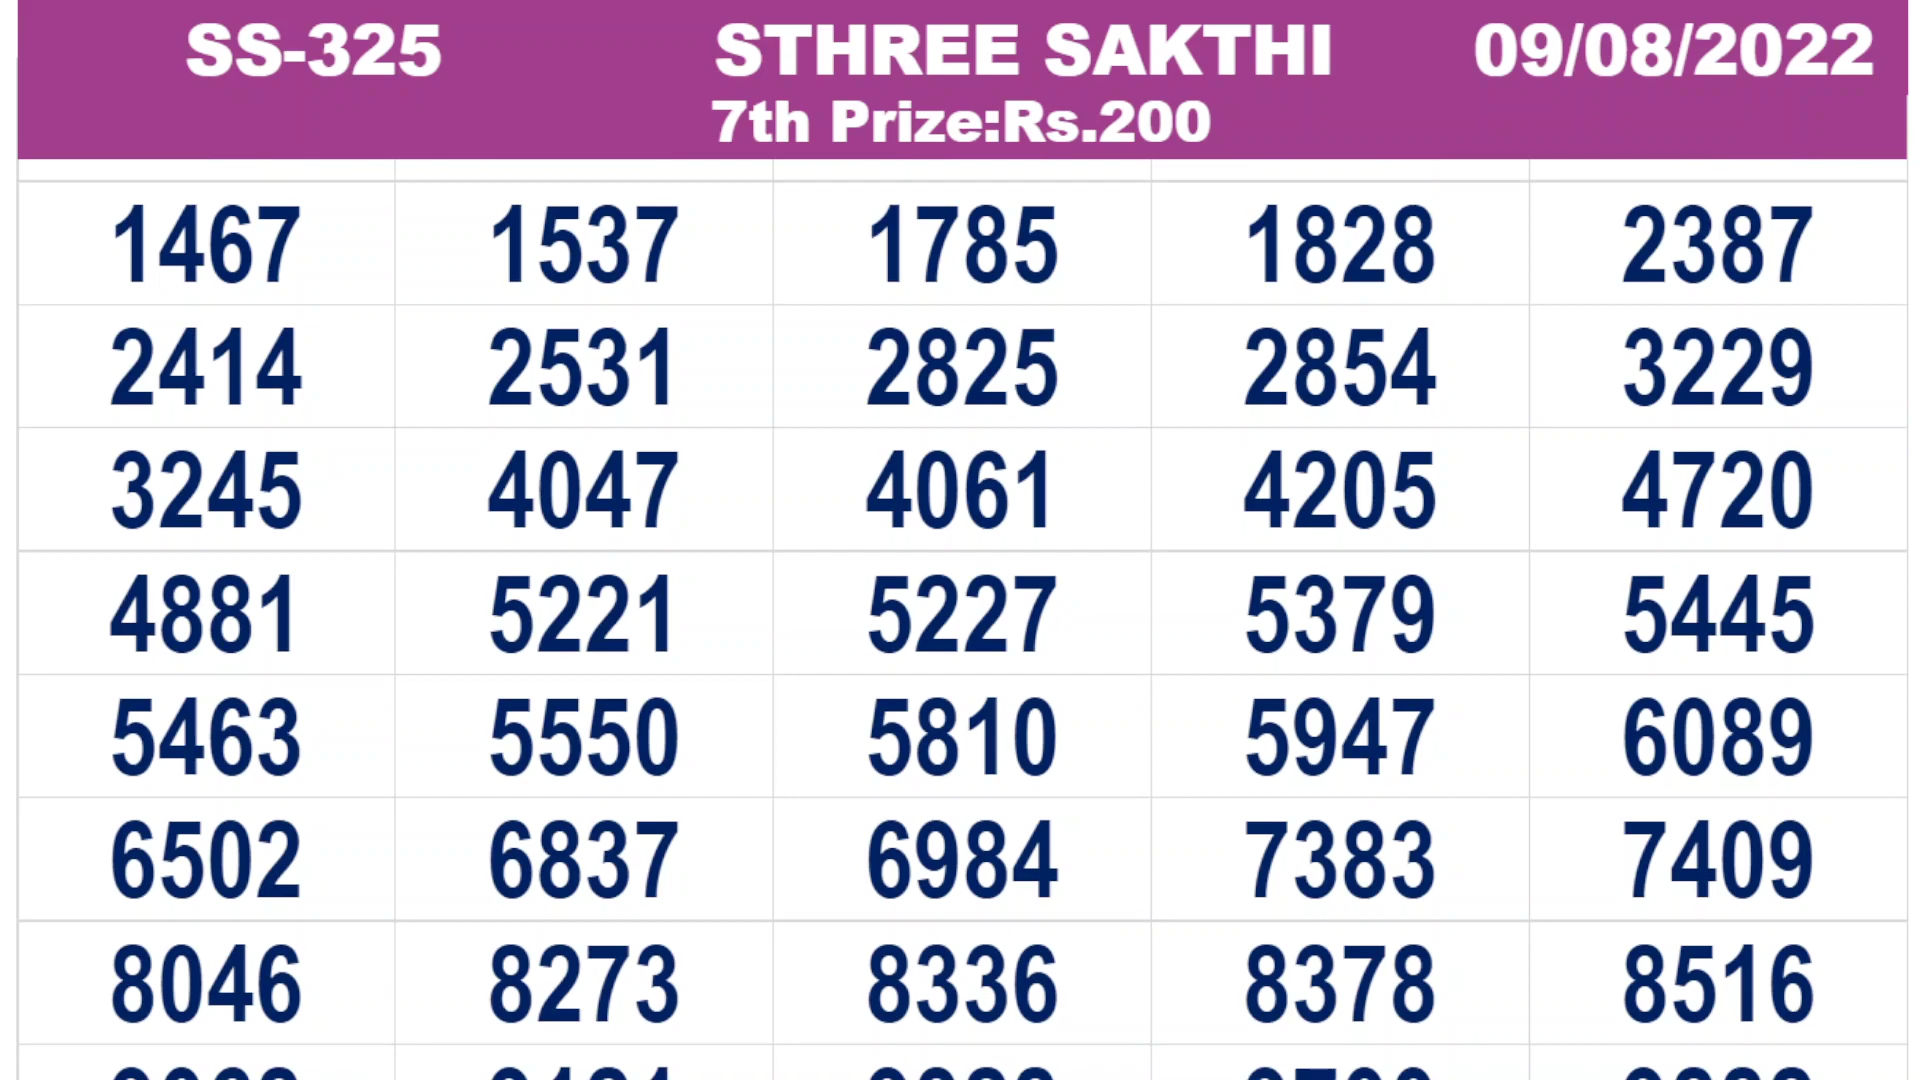 SS-325 STHREE SAKTHI 09/08/2022
7th Prize:Rs.200
1467 1537 1785 1828 2387
2414 2531 2825 2854 3229
3245 4047 4061 4205 4720
4881 5221 5227 5379 5445
5463 5550 5810 5947 6089
6502 6837 6984 7383 7409
8046 8273 8336 8378 8516